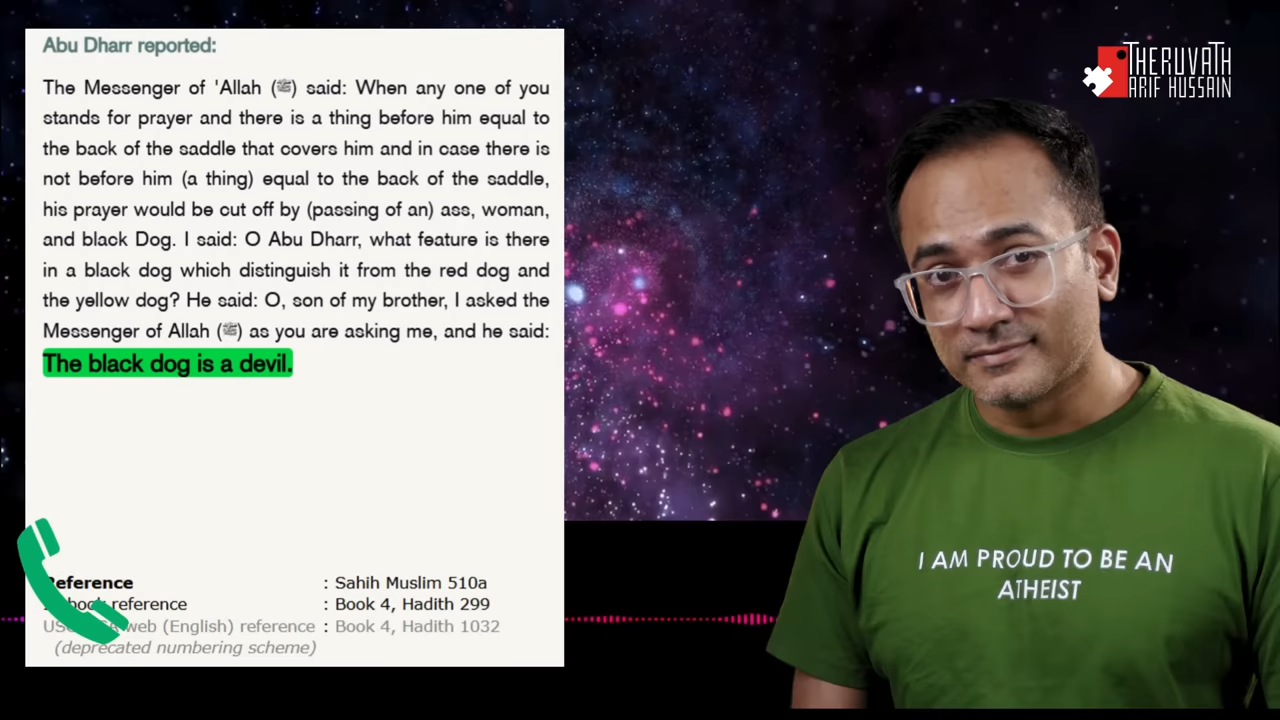 Abu Dharr reported:
The Messenger of 'Allah (ﷺ) said: When any one of you
stands for prayer and there is a thing before him equal to
the back of the saddle that covers him and in case there is
not before him (a thing) equal to the back of the saddle,
his prayer would be cut off by (passing of an) ass, woman,
and black Dog. I said: O Abu Dharr, what feature is there
in a black dog which distinguish it from the red dog and
the yellow dog? He said: O, son of my brother, I asked the
Messenger of Allah (ﷺ) as you are asking me, and he said:
The black dog is a devil.
Reference : Sahih Muslim 510a
reference : Book 4, Hadith 299
web (English) reference : Book 4, Hadith 1032
(deprecated numbering scheme)
THERUVATH
ARIF HUSSAIN
I AM PROUD TO BE AN
ATHEIST